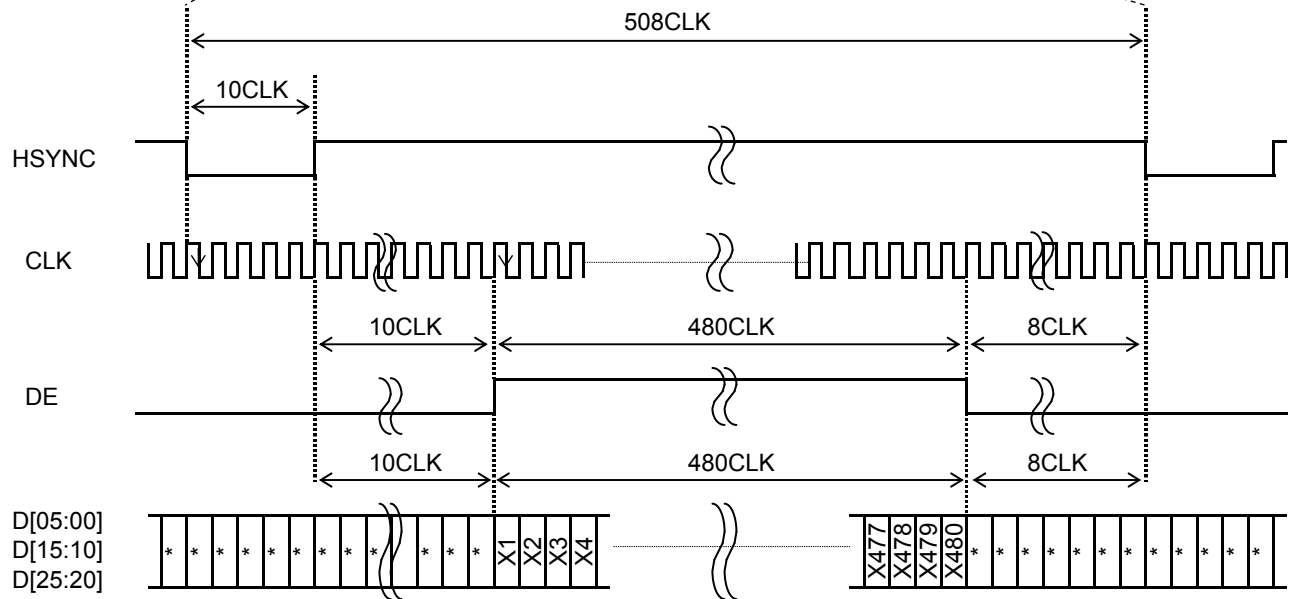 508CLK
10CLK
HSYNC
CLK
10CLK 480CLK 8CLK
DE
10CLK 480CLK 8CLK
D[05:00]
D[15:10]
D[25:20]
* * * * * * * * * * * * X1 X2 X3 X4 X477 X478 X479 X480 * * * * * * * * * * * *